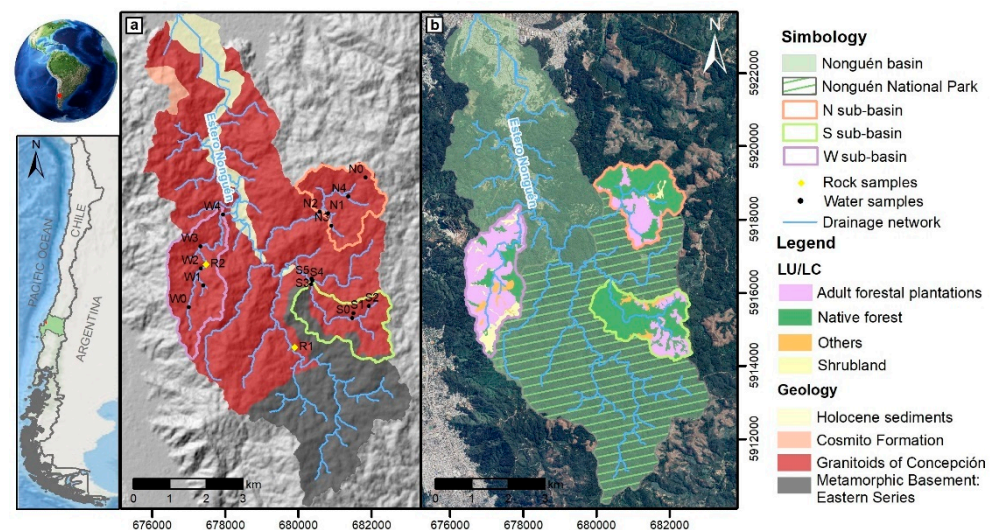 N
PACIFIC OCEAN
CHILE
ARGENTINA
a
Estero Nonguén
N0
N4
N2
N1
N3
W4
W3
W2
R2
W1
W0
S5
S4
S3
S2
S1
S0
R1
0 1 2 3 km
676000 678000 680000 682000
b
N
Estero Nonguén
0 1 2 3 km
676000 678000 680000 682000
5922000
5920000
5918000
5916000
5914000
5912000
Simbology
Nonguén basin
Nonguén National Park
N sub-basin
S sub-basin
W sub-basin
Rock samples
Water samples
Drainage network
Legend
LU/LC
Adult forestal plantations
Native forest
Others
Shrubland
Geology
Holocene sediments
Cosmito Formation
Granitoids of Concepción
Metamorphic Basement:
Eastern Series